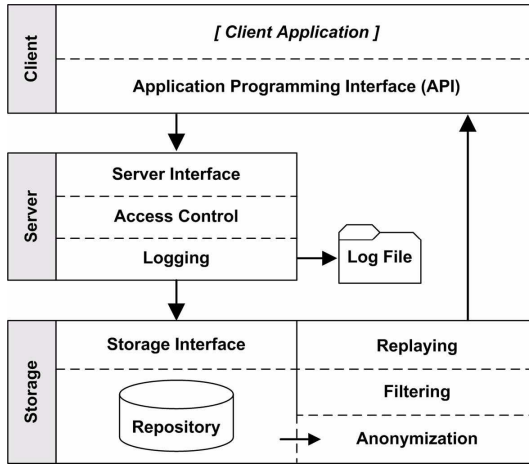 Client
[ Client Application ]
Application Programming Interface (API)
Server
Server Interface
Access Control
Logging
Log File
Storage
Storage Interface
Repository
Replaying
Filtering
Anonymization